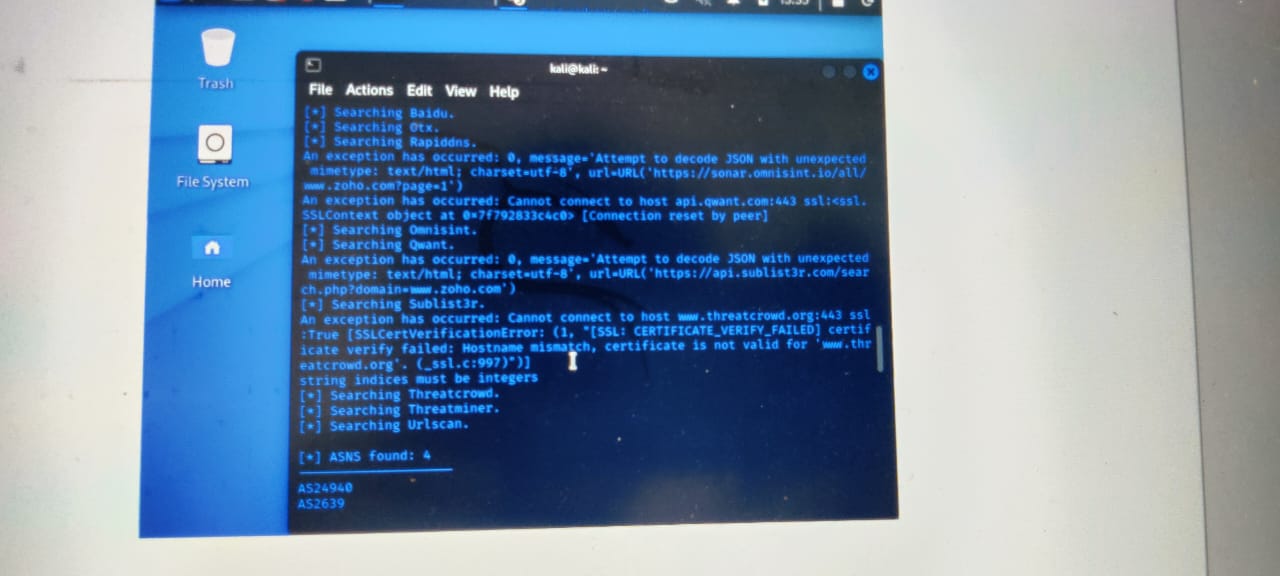 Trash
File System
Home
kali@kali: ~
File Actions Edit View Help
[*] Searching Baidu.
[*] Searching Otx.
[*] Searching Rapiddns.
An exception has occurred: 0, message='Attempt to decode JSON with unexpected
mimetype: text/html; charset=utf-8', url=URL('https://sonar.omnisint.io/all/
www.zoho.com?page=1')
An exception has occurred: Cannot connect to host api.qwant.com:443 ssl:<ssl.
SSLContext object at 0x7f792833c4c0> [Connection reset by peer]
[*] Searching Omnisint.
[*] Searching Qwant.
An exception has occurred: 0, message='Attempt to decode JSON with unexpected
mimetype: text/html; charset=utf-8', url=URL('https://api.sublist3r.com/sear
ch.php?domain=www.zoho.com')
[*] Searching Sublist3r.
An exception has occurred: Cannot connect to host www.threatcrowd.org:443 ssl
:True [SSLCertVerificationError: (1, "[SSL: CERTIFICATE_VERIFY_FAILED] certif
icate verify failed: Hostname mismatch, certificate is not valid for 'www.thr
eatcrowd.org'. (_ssl.c:997)")]
string indices must be integers
[*] Searching Threatcrowd.
[*] Searching Threatminer.
[*] Searching Urlscan.
[*] ASNS found: 4
AS24940
AS2639